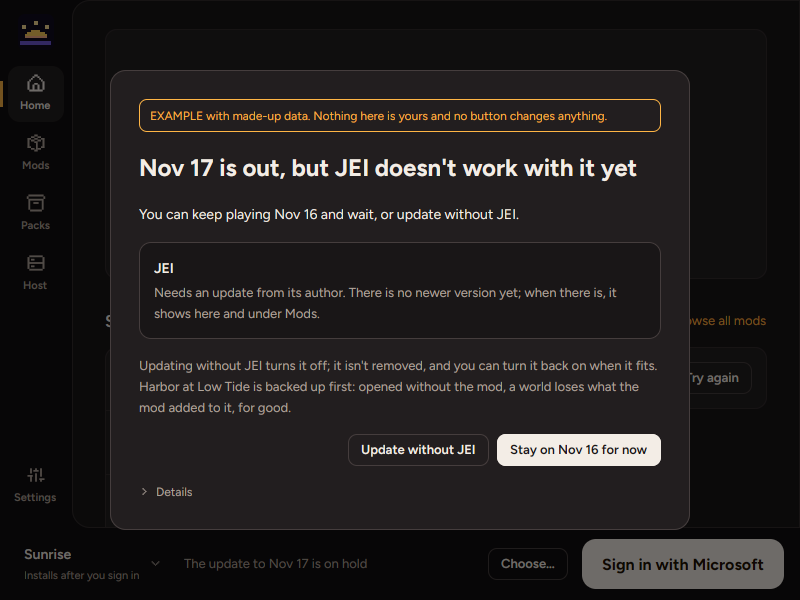 Home
Mods
Packs
Host
Settings
EXAMPLE with made-up data. Nothing here is yours and no button changes anything.
Nov 17 is out, but JEI doesn't work with it yet
You can keep playing Nov 16 and wait, or update without JEI.
JEI
Needs an update from its author. There is no newer version yet; when there is, it
shows here and under Mods.
Updating without JEI turns it off; it isn't removed, and you can turn it back on when it fits.
Harbor at Low Tide is backed up first: opened without the mod, a world loses what the
mod added to it, for good.
Update without JEI
Stay on Nov 16 for now
Details
all mods
Try again
Sunrise
Installs after you sign in
The update to Nov 17 is on hold
Choose...
Sign in with Microsoft